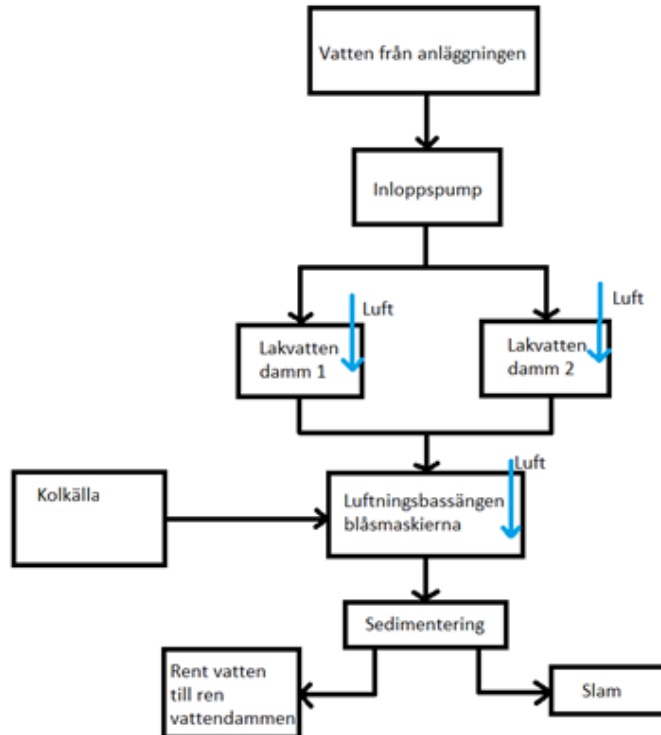 Vatten från anläggningen
Inloppspump
Luft
Luft
Lakvatten
damm 1
Lakvatten
damm 2
Luft
Kolkälla
Luftningsbassängen
blåsmaskierna
Sedimentering
Rent vatten
till ren
vattendammen
Slam